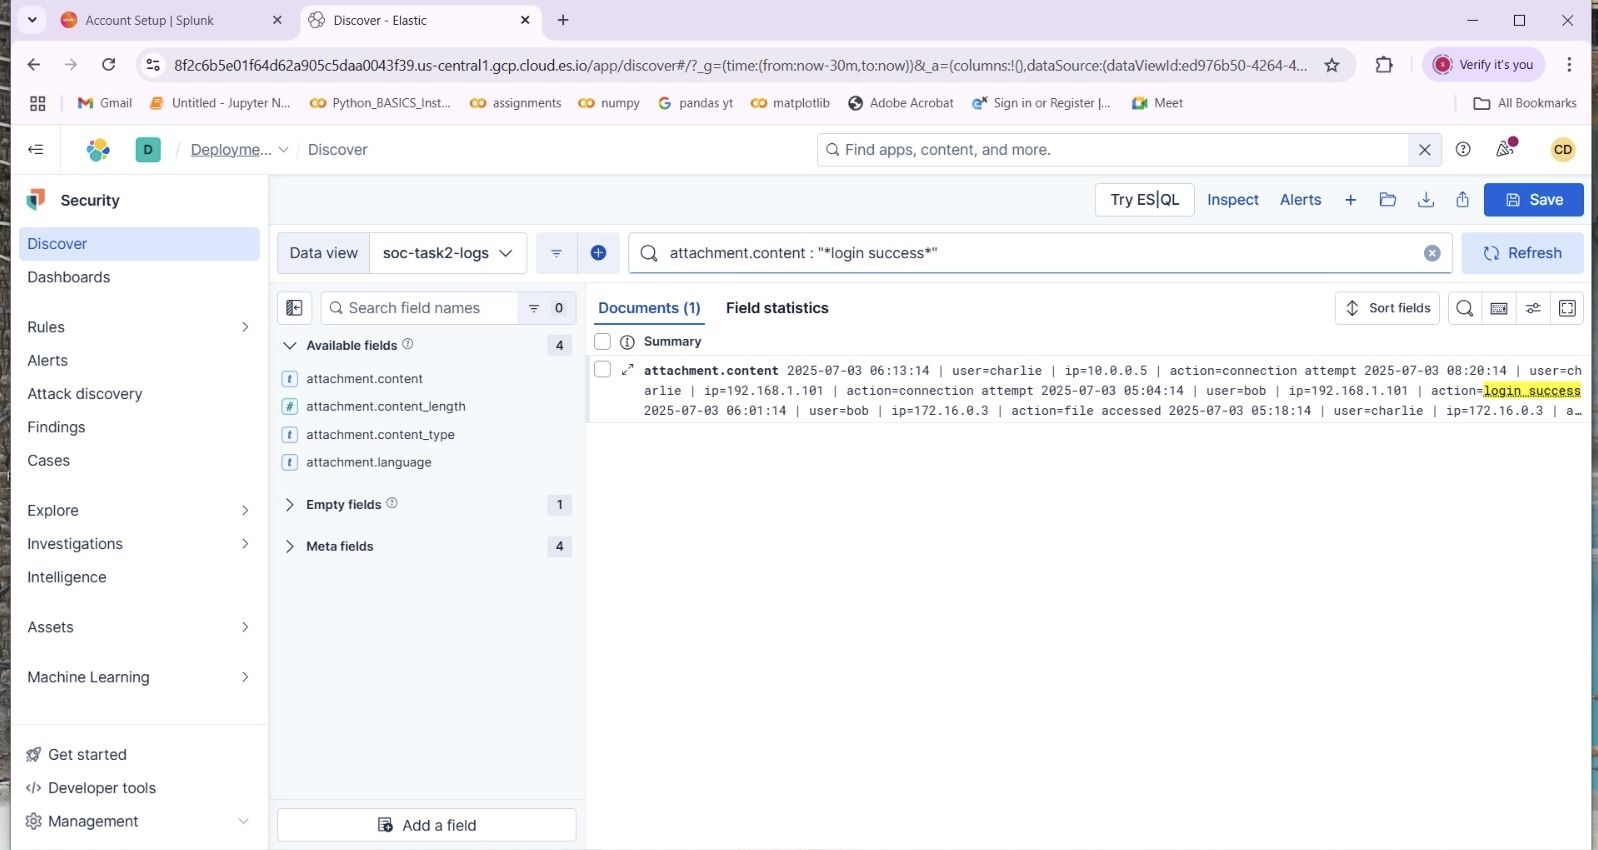 Account Setup | Splunk
Discover - Elastic
8f2c6b5e01f64d62a905c5daa0043f39.us-central1.gcp.cloud.es.io/app/discover#/?_g=(time:(from:now-30m,to:now))&_a=(columns:!(),dataSource:(dataViewId:ed976b50-4264-4...
Verify it's you
Gmail
Untitled - Jupyter N...
Python_BASICS_Inst...
assignments
numpy
pandas yt
matplotlib
Adobe Acrobat
Sign in or Register |...
Meet
All Bookmarks
D / Deployme... / Discover
Find apps, content, and more.
CD
Security
Try ES|QL
Inspect
Alerts
Save
Discover
Dashboards
Rules
Alerts
Attack discovery
Findings
Cases
Explore
Investigations
Intelligence
Assets
Machine Learning
Get started
Developer tools
Management
Data view
soc-task2-logs
attachment.content : "*login success*"
Refresh
Search field names
0
Available fields
4
attachment.content
attachment.content_length
attachment.content_type
attachment.language
Empty fields
1
Meta fields
4
Add a field
Documents (1)
Field statistics
Sort fields
Summary
attachment.content 2025-07-03 06:13:14 | user=charlie | ip=10.0.0.5 | action=connection attempt 2025-07-03 08:20:14 | user=ch
arlie | ip=192.168.1.101 | action=connection attempt 2025-07-03 05:04:14 | user=bob | ip=192.168.1.101 | action=login success
2025-07-03 06:01:14 | user=bob | ip=172.16.0.3 | action=file accessed 2025-07-03 05:18:14 | user=charlie | ip=172.16.0.3 | a…